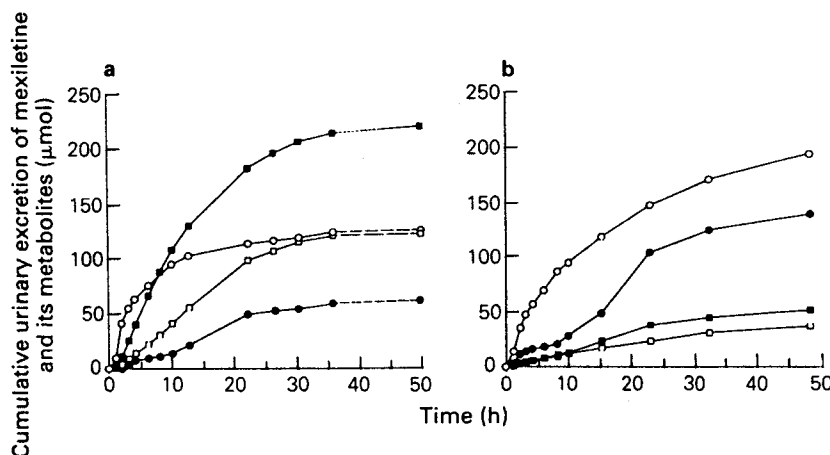 Cumulative urinary excretion of mexiletine
and its metabolites (μmol)
a
250
200
150
100
50
0
0 10 20 30 40 50
b
250
200
150
100
50
0
0 10 20 30 40 50
Time (h)